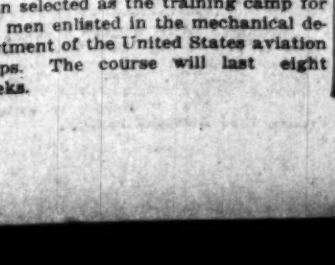 n selected as the training camp for
men enlisted in the mechanical de-
rtment of the United States aviation
ps. The course will last eight
eks.